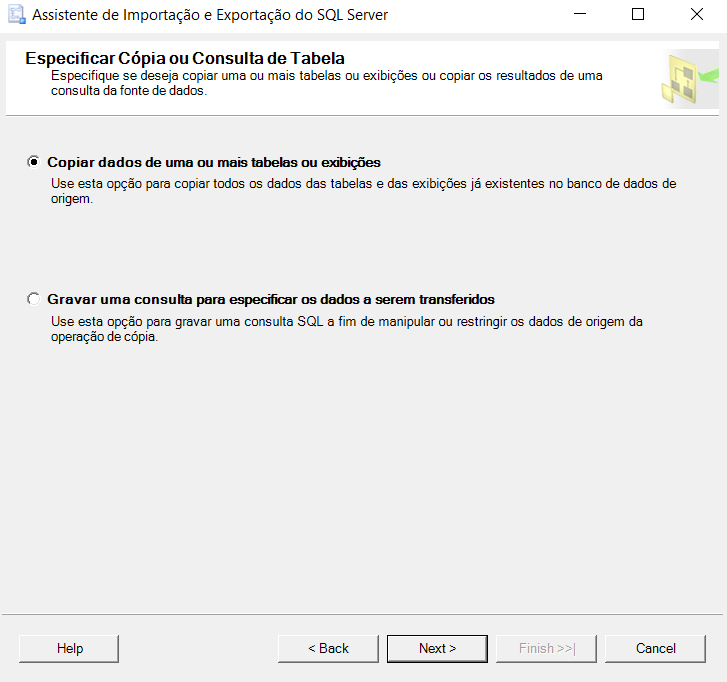 Assistente de Importação e Exportação do SQL Server
Especificar Cópia ou Consulta de Tabela
Especifique se deseja copiar uma ou mais tabelas ou exibições ou copiar os resultados de uma
consulta da fonte de dados.
Copiar dados de uma ou mais tabelas ou exibições
Use esta opção para copiar todos os dados das tabelas e das exibições já existentes no banco de dados de
origem.
Gravar uma consulta para especificar os dados a serem transferidos
Use esta opção para gravar uma consulta SQL a fim de manipular ou restringir os dados de origem da
operação de cópia.
Help
< Back
Next >
Finish >>|
Cancel